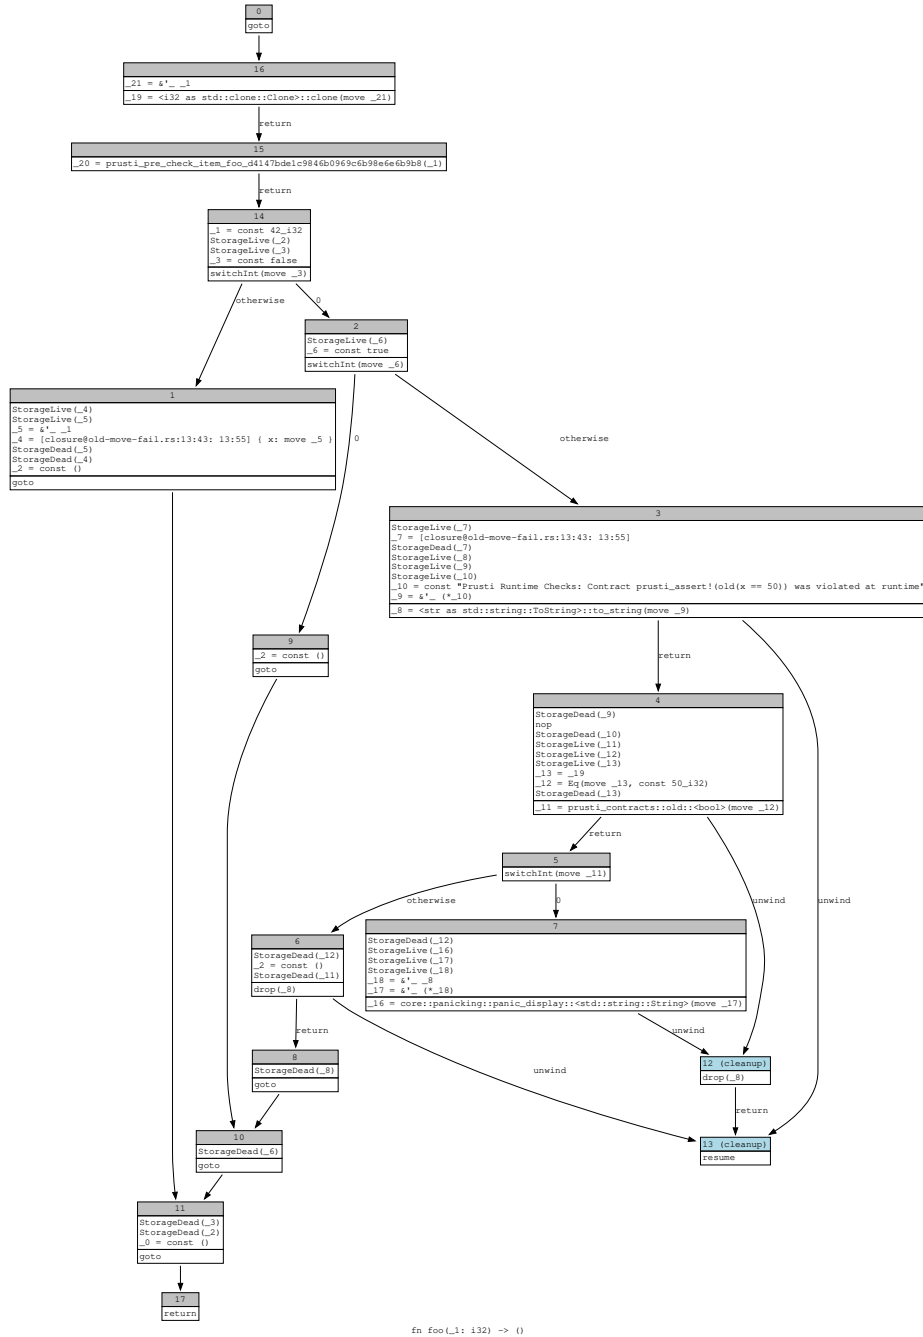 0
goto
16
_21 = &'_ _1
_19 = <i32 as std::clone::Clone>::clone(move _21)
return
15
_20 = prusti_pre_check_item_foo_d4147bde1c9846b0969c6b98e6e6b9b8(_1)
return
14
_1 = const 42_i32
StorageLive(_2)
StorageLive(_3)
_3 = const false
switchInt(move _3)
otherwise
0
2
StorageLive(_6)
_6 = const true
switchInt(move _6)
1
StorageLive(_4)
StorageLive(_5)
_5 = &'_ _1
_4 = [closure@old-move-fail.rs:13:43: 13:55] { x: move _5 }
StorageDead(_5)
StorageDead(_4)
_2 = const ()
goto
0
otherwise
3
StorageLive(_7)
_7 = [closure@old-move-fail.rs:13:43: 13:55]
StorageDead(_7)
StorageLive(_8)
StorageLive(_9)
StorageLive(_10)
_10 = const "Prusti Runtime Checks: Contract prusti_assert!(old(x == 50)) was violated at runtime"
_9 = &'_ (*_10)
_8 = <str as std::string::ToString>::to_string(move _9)
9
_2 = const ()
goto
return
4
StorageDead(_9)
nop
StorageDead(_10)
StorageLive(_11)
StorageLive(_12)
StorageLive(_13)
_13 = _19
_12 = Eq(move _13, const 50_i32)
StorageDead(_13)
_11 = prusti_contracts::old::<bool>(move _12)
return
5
switchInt(move _11)
otherwise
0
unwind
unwind
7
StorageDead(_12)
StorageLive(_16)
StorageLive(_17)
StorageLive(_18)
_18 = &'_ _8
_17 = &'_ (*_18)
_16 = core::panicking::panic_display::<std::string::String>(move _17)
6
StorageDead(_12)
_2 = const ()
StorageDead(_11)
drop(_8)
return
unwind
8
StorageDead(_8)
goto
unwind
12 (cleanup)
drop(_8)
return
10
StorageDead(_6)
goto
13 (cleanup)
resume
11
StorageDead(_3)
StorageDead(_2)
_0 = const ()
goto
17
return
fn foo(_1: i32) -> ()